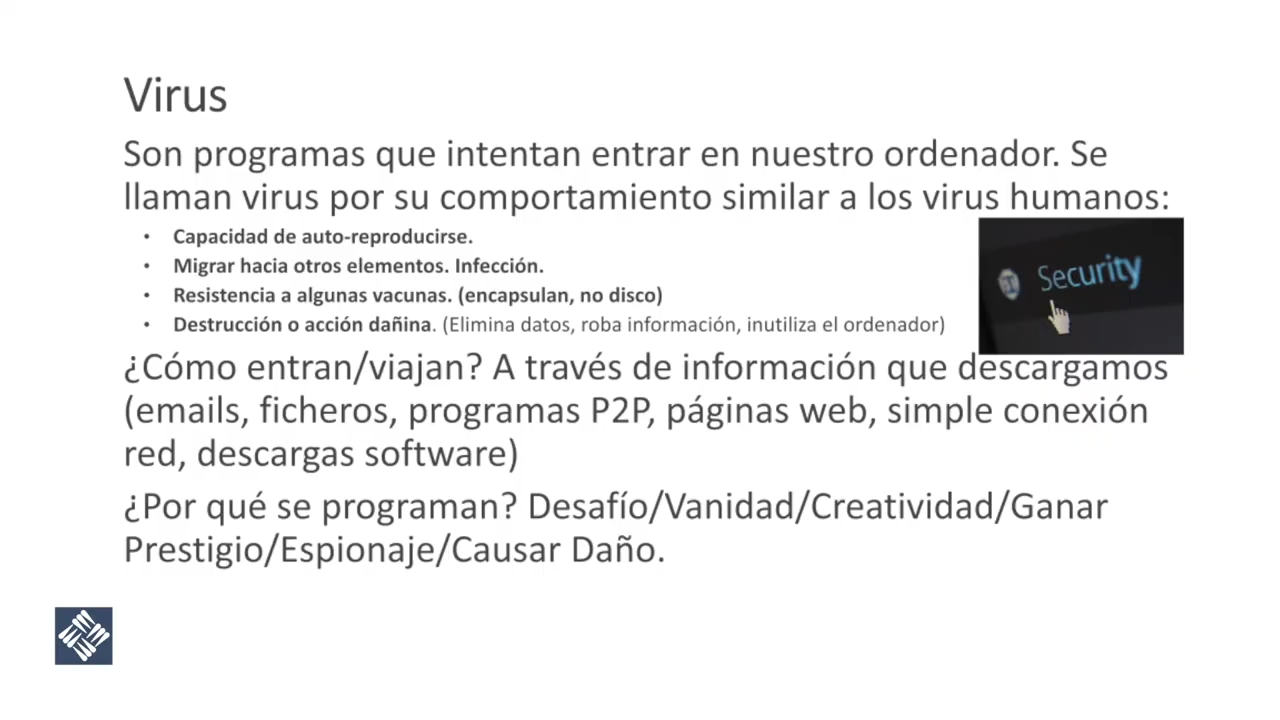 Virus
Son programas que intentan entrar en nuestro ordenador. Se
llaman virus por su comportamiento similar a los virus humanos:
• Capacidad de auto-reproducirse.
• Migrar hacia otros elementos. Infección.
• Resistencia a algunas vacunas. (encapsulan, no disco)
• Destrucción o acción dañina. (Elimina datos, roba información, inutiliza el ordenador)
Security
¿Cómo entran/viajan? A través de información que descargamos
(emails, ficheros, programas P2P, páginas web, simple conexión
red, descargas software)
¿Por qué se programan? Desafío/Vanidad/Creatividad/Ganar
Prestigio/Espionaje/Causar Daño.